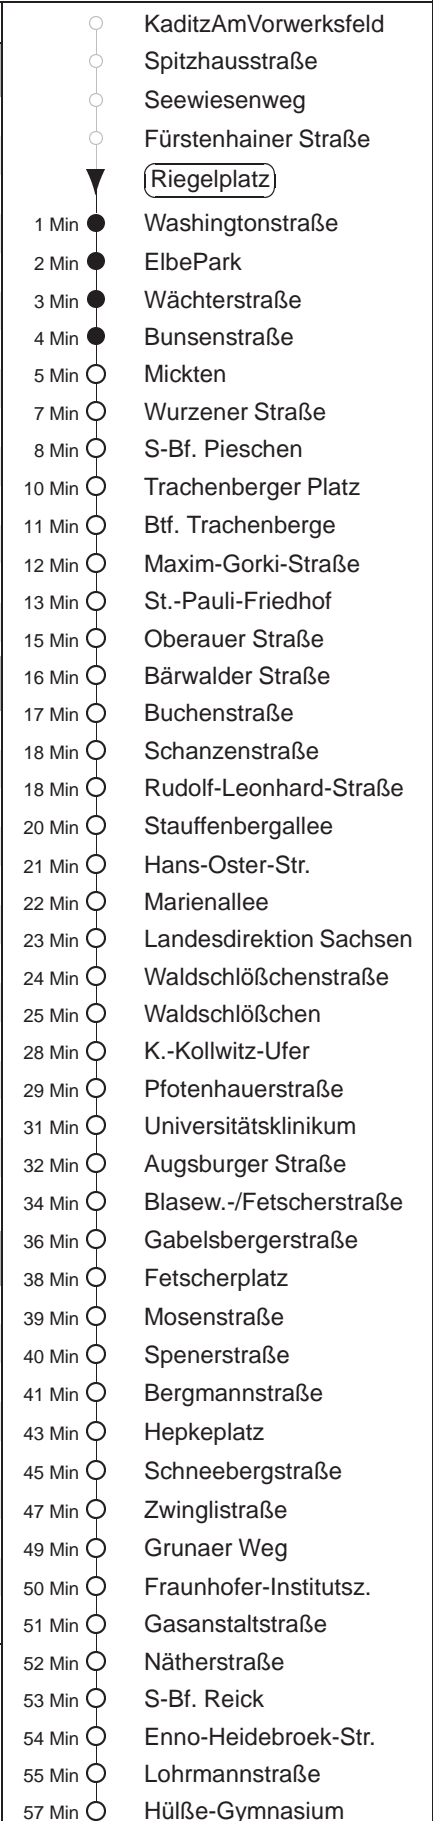 KaditzAmVorwerksfeld
Spitzhausstraße
Seewiesenweg
Fürstenhainer Straße
Riegelplatz
1 Min Washingtonstraße
2 Min ElbePark
3 Min Wächterstraße
4 Min Bunsenstraße
5 Min Mickten
7 Min Wurzener Straße
8 Min S-Bf. Pieschen
10 Min Trachenberger Platz
11 Min Btf. Trachenberge
12 Min Maxim-Gorki-Straße
13 Min St.-Pauli-Friedhof
15 Min Oberauer Straße
16 Min Bärwalder Straße
17 Min Buchenstraße
18 Min Schanzenstraße
18 Min Rudolf-Leonhard-Straße
20 Min Stauffenbergallee
21 Min Hans-Oster-Str.
22 Min Marienallee
23 Min Landesdirektion Sachsen
24 Min Waldschlößchenstraße
25 Min Waldschlößchen
28 Min K.-Kollwitz-Ufer
29 Min Pfotenhauerstraße
31 Min Universitätsklinikum
32 Min Augsburger Straße
34 Min Blasew.-/Fetscherstraße
36 Min Gabelsbergerstraße
38 Min Fetscherplatz
39 Min Mosenstraße
40 Min Spenerstraße
41 Min Bergmannstraße
43 Min Hepkeplatz
45 Min Schneebergstraße
47 Min Zwinglistraße
49 Min Grunaer Weg
50 Min Fraunhofer-Institutsz.
51 Min Gasanstaltstraße
52 Min Nätherstraße
53 Min S-Bf. Reick
54 Min Enno-Heidebroek-Str.
55 Min Lohrmannstraße
57 Min Hülße-Gymnasium